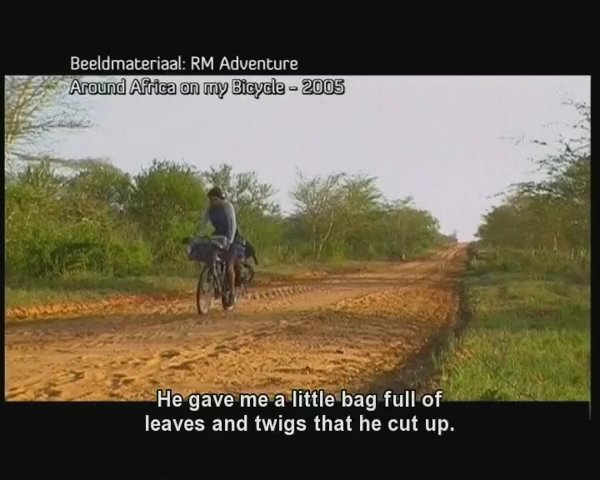 Beeldmateriaal: RM Adventure
Around Africa on my Bicycle - 2005
He gave me a little bag full of
leaves and twigs that he cut up.